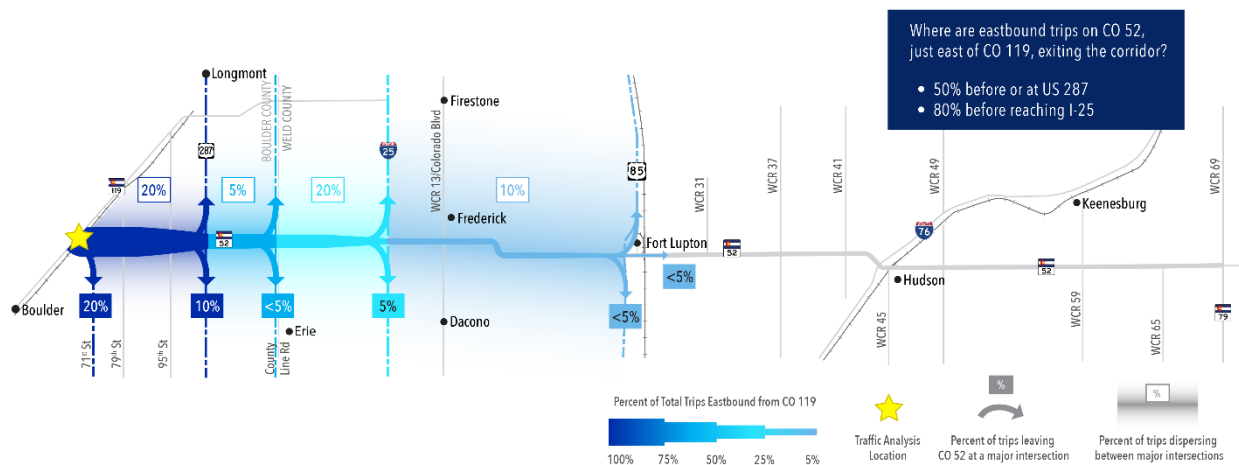 Where are eastbound trips on CO 52,
just east of CO 119, exiting the corridor?
• 50% before or at US 287
• 80% before reaching I-25
Longmont
BOULDER COUNTY
WELD COUNTY
Firestone
WCR 13/Colorado Blvd
287
25
85
119
20%
5%
20%
10%
52
Frederick
Fort Lupton
WCR 31
WCR 37
WCR 41
WCR 49
WCR 69
76
Keenesburg
52
52
Hudson
Boulder
20%
10%
<5%
5%
<5%
<5%
Erie
Dacono
71st St
79th St
95th St
County
Line Rd
WCR 45
WCR 59
WCR 65
79
Percent of Total Trips Eastbound from CO 119
100%
75%
50%
25%
5%
Traffic Analysis
Location
%
Percent of trips leaving
CO 52 at a major intersection
%
Percent of trips dispersing
between major intersections